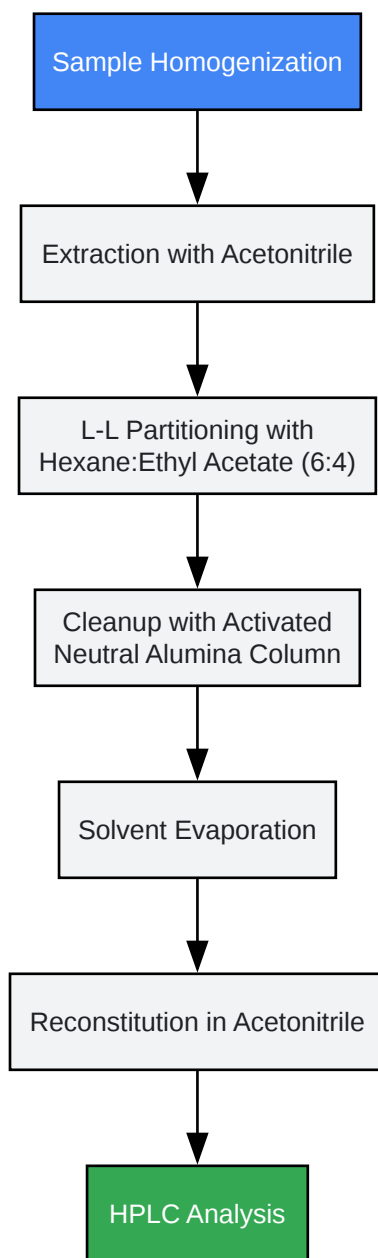 Sample Homogenization
Extraction with Acetonitrile
L-L Partitioning with
Hexane:Ethyl Acetate (6:4)
Cleanup with Activated
Neutral Alumina Column
Solvent Evaporation
Reconstitution in Acetonitrile
HPLC Analysis